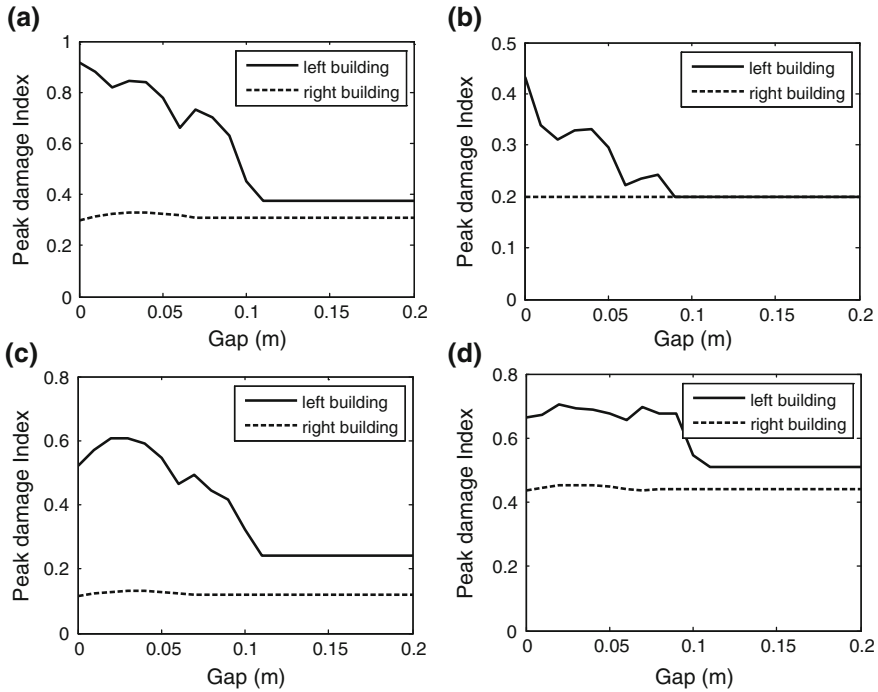 (a)
Peak damage Index
1
0.8
0.6
0.4
0.2
0
left building
right building
0 0.05 0.1 0.15 0.2
Gap (m)
(b)
Peak damage Index
0.5
0.4
0.3
0.2
0.1
0
left building
right building
0 0.05 0.1 0.15 0.2
Gap (m)
(c)
Peak damage Index
0.8
0.6
0.4
0.2
0
left building
right building
0 0.05 0.1 0.15 0.2
Gap (m)
(d)
Peak damage Index
0.8
0.6
0.4
0.2
0
left building
right building
0 0.05 0.1 0.15 0.2
Gap (m)